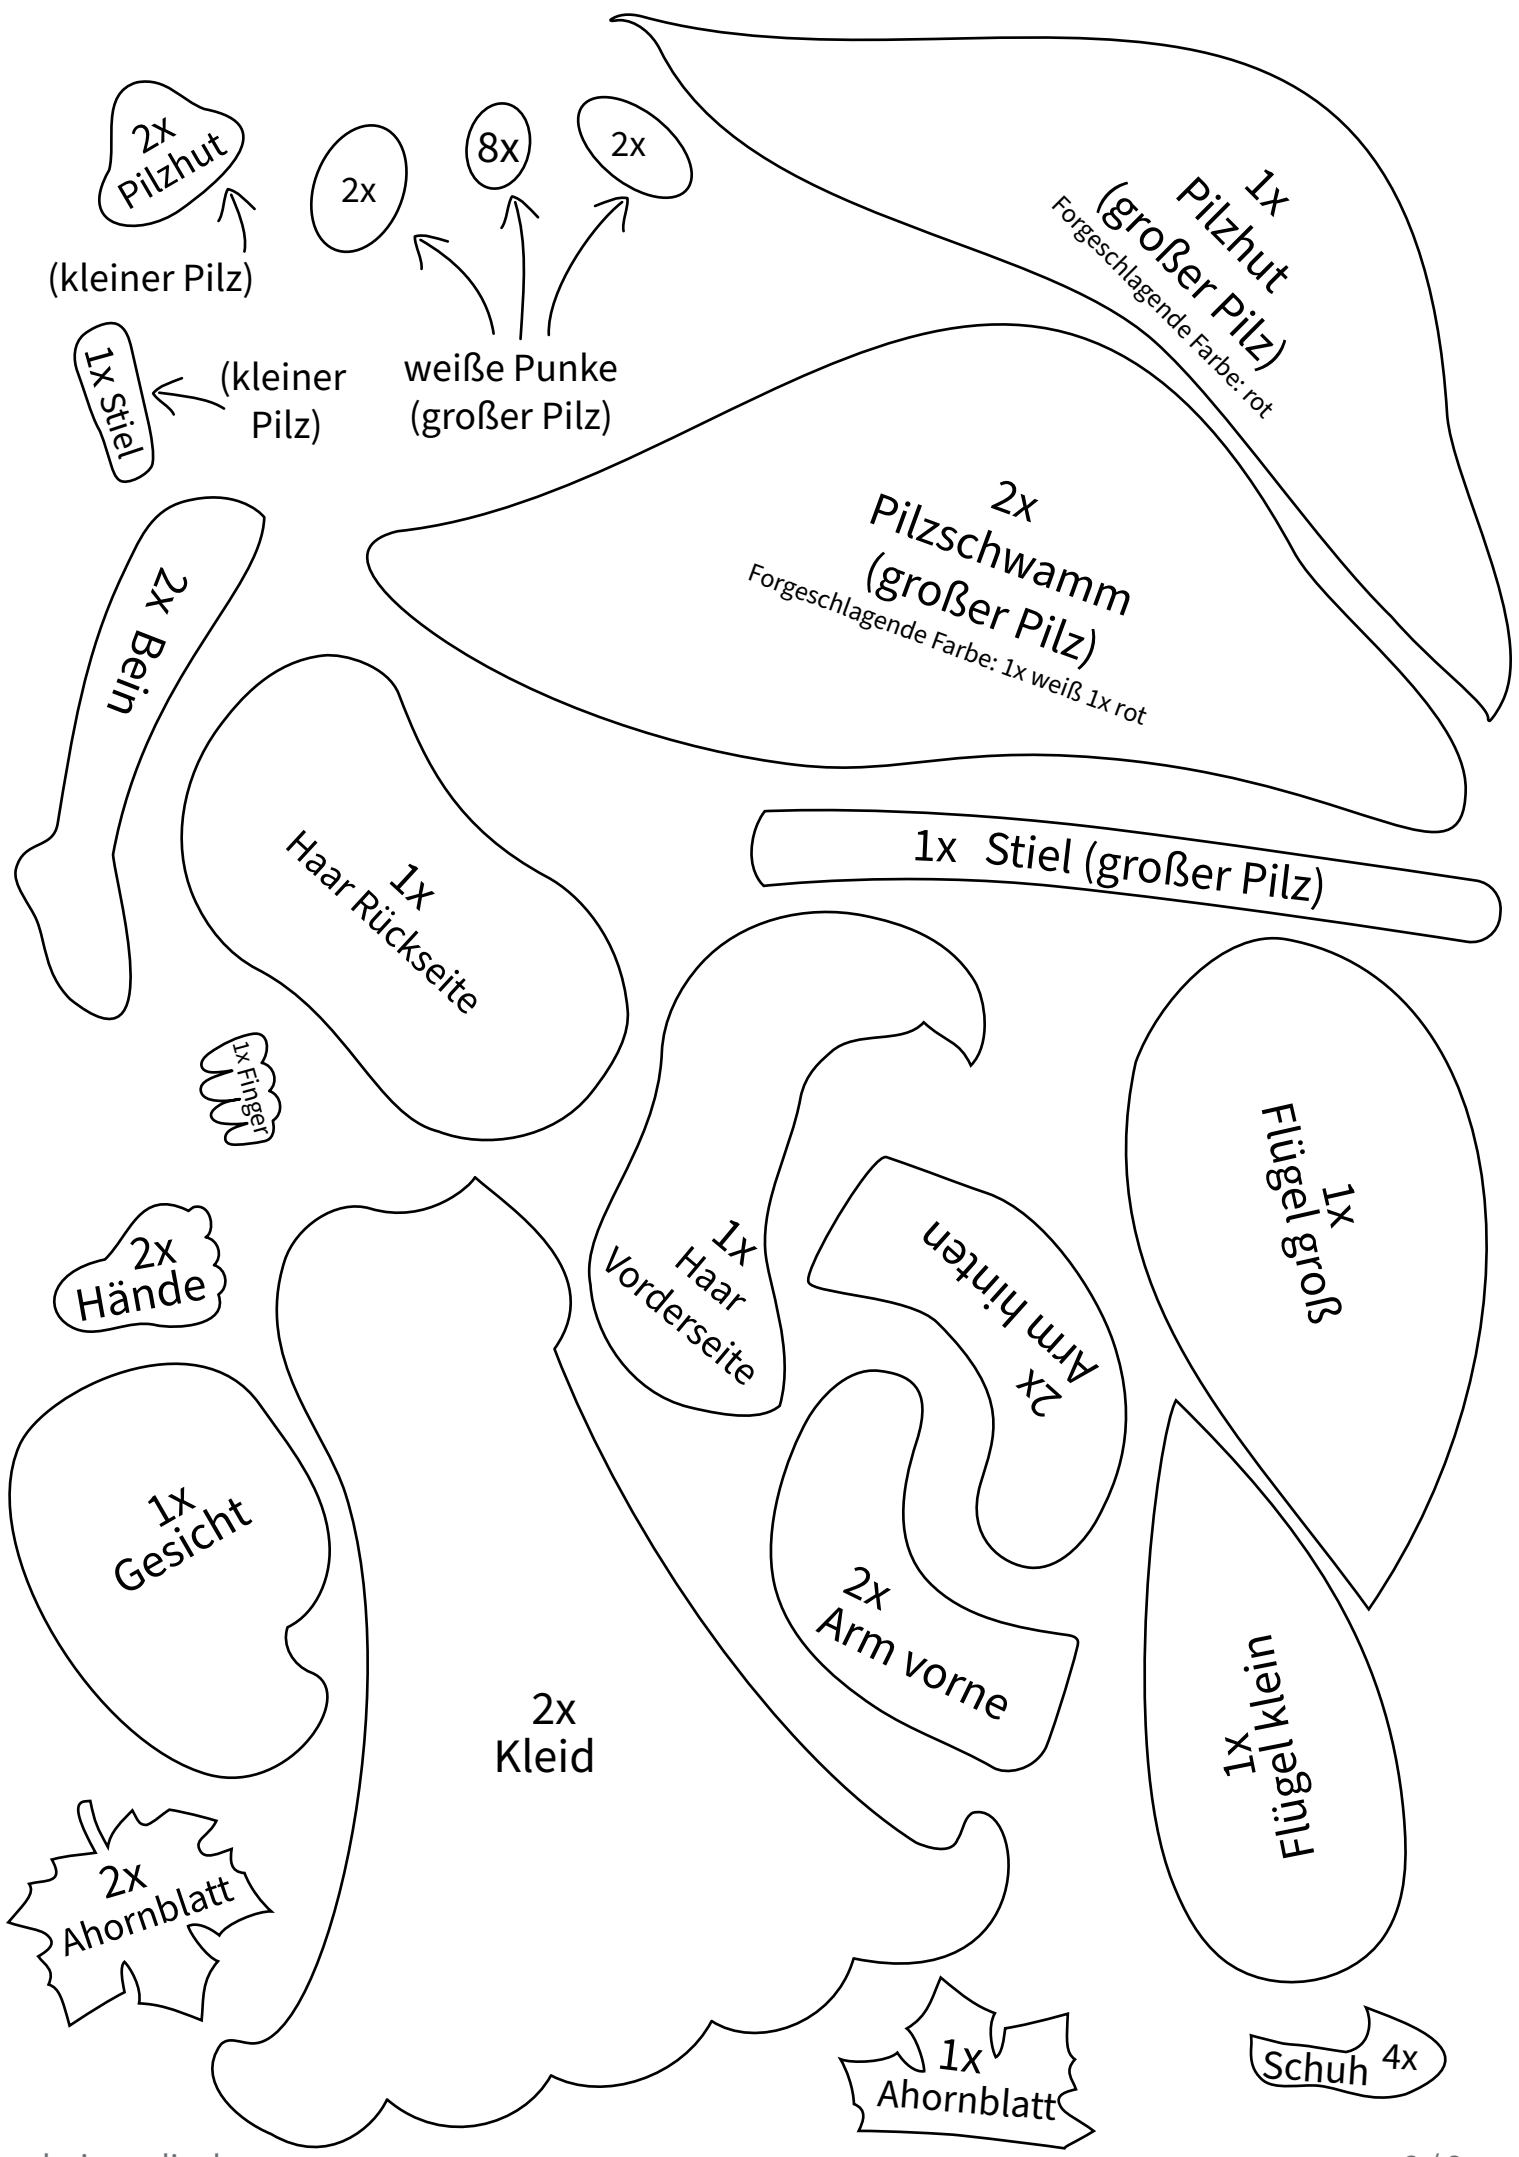 2x
Pilzhut
(kleiner Pilz)
2x
8x
2x
weiße Punke
(großer Pilz)
1x Stiel
(kleiner
Pilz)
1x
Pilzhut
(großer Pilz)
Forgeschlagende Farbe: rot
2x
Pilzschwamm
(großer Pilz)
Forgeschlagende Farbe: 1x weiß 1x rot
2x Bein
1x
Haar Rückseite
1x Stiel (großer Pilz)
1x Finger
2x
Hände
1x
Haar
Vorderseite
2x
Arm hinten
1x
Flügel groß
1x
Gesicht
2x
Kleid
2x
Arm vorne
1x
Flügel klein
2x
Ahornblatt
1x
Ahornblatt
Schuh 4x